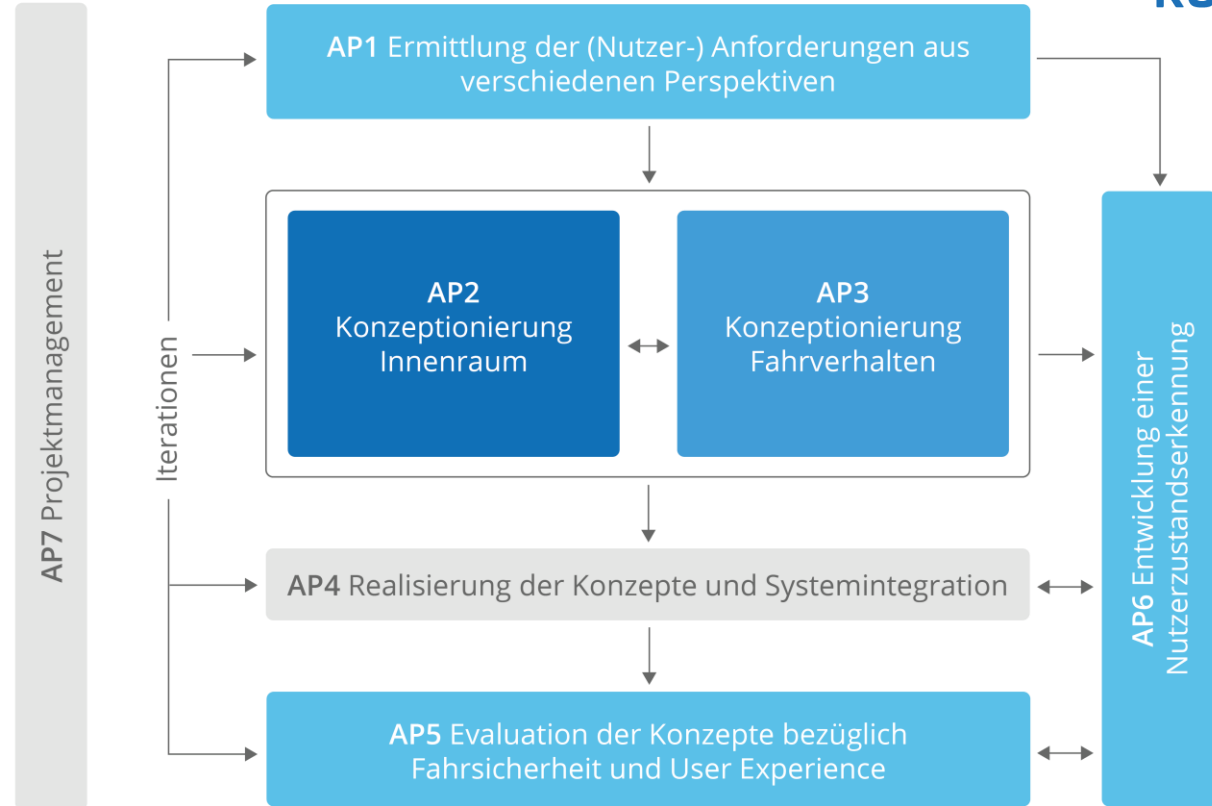 AP1 Ermittlung der (Nutzer-) Anforderungen aus
verschiedenen Perspektiven
AP7 Projektmanagement
Iterationen
AP2
Konzeptionierung
Innenraum
AP3
Konzeptionierung
Fahrverhalten
AP6 Entwicklung einer
Nutzerzustandserkennung
AP4 Realisierung der Konzepte und Systemintegration
AP5 Evaluation der Konzepte bezüglich
Fahrsicherheit und User Experience